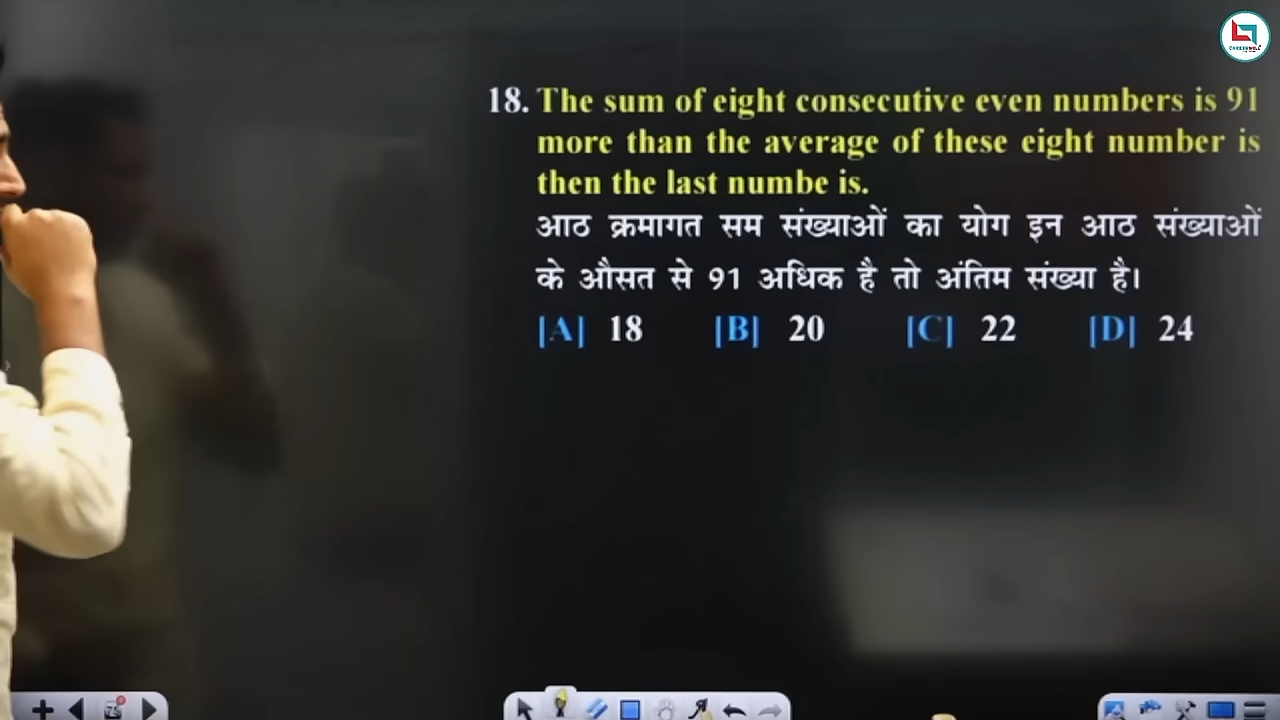 18. The sum of eight consecutive even numbers is 91
more than the average of these eight number is
then the last numbe is.
आठ क्रमागत सम संख्याओं का योग इन आठ संख्याओं
के औसत से 91 अधिक है तो अंतिम संख्या है।
[A] 18 [B] 20 [C] 22 [D] 24